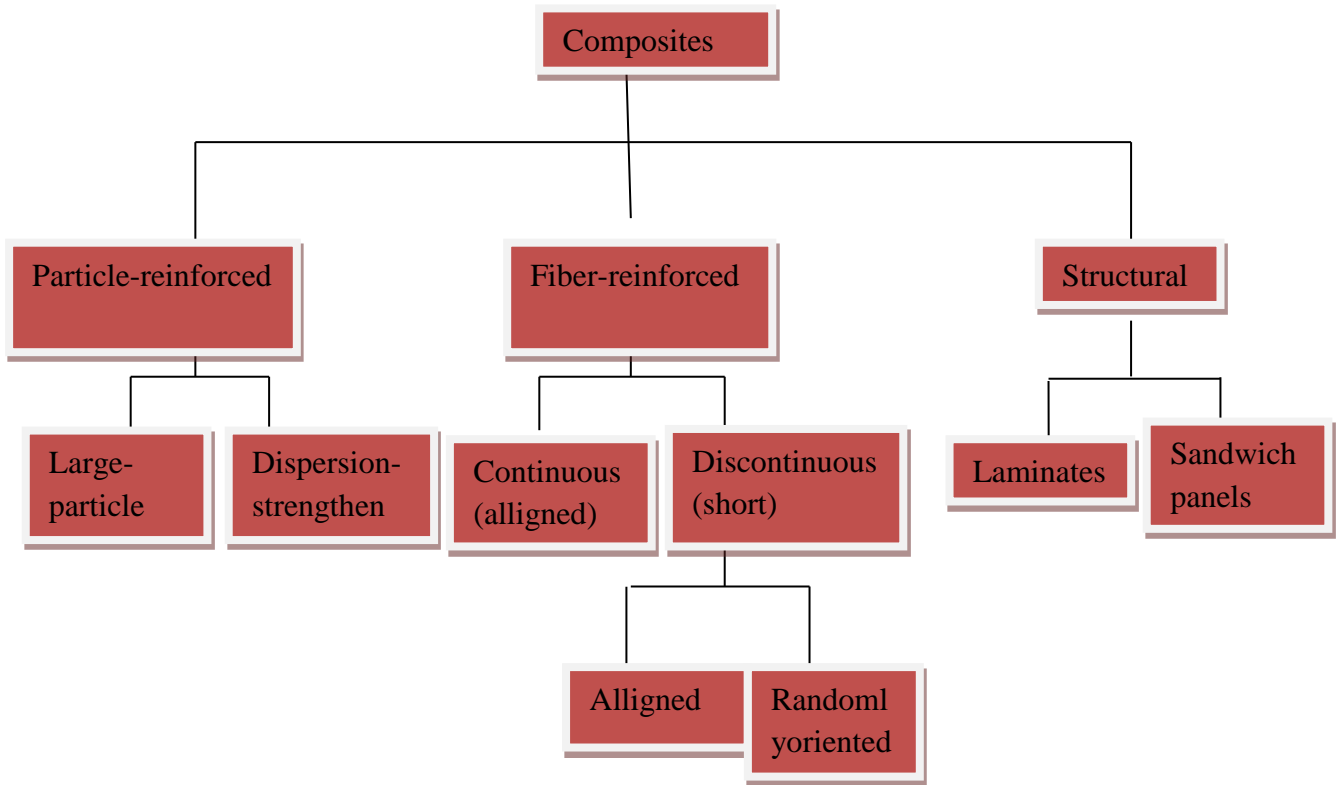 Composites
Particle-reinforced
Fiber-reinforced
Structural
Large-
particle
Dispersion-
strengthen
Continuous
(alligned)
Discontinuous
(short)
Laminates
Sandwich
panels
Alligned
Randoml
yoriented